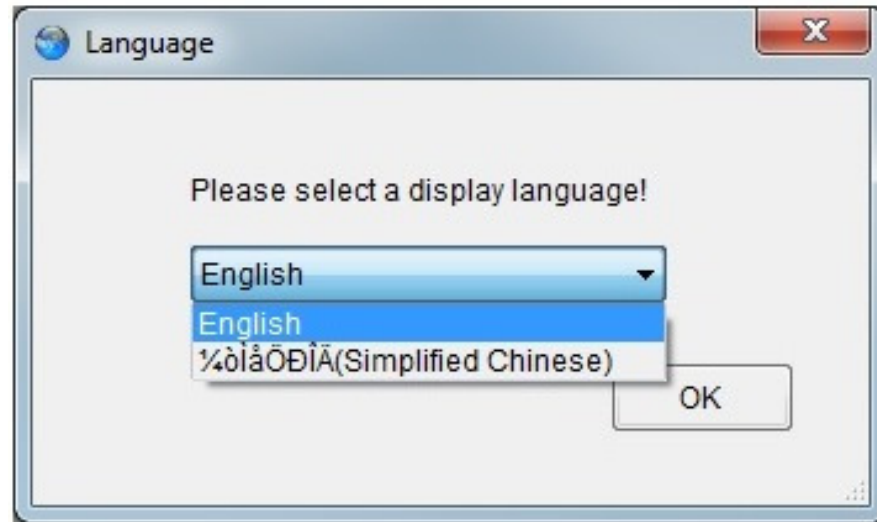 Language
Please select a display language!
English
English
¼òÌåÖÐÎÄ(Simplified Chinese)
OK